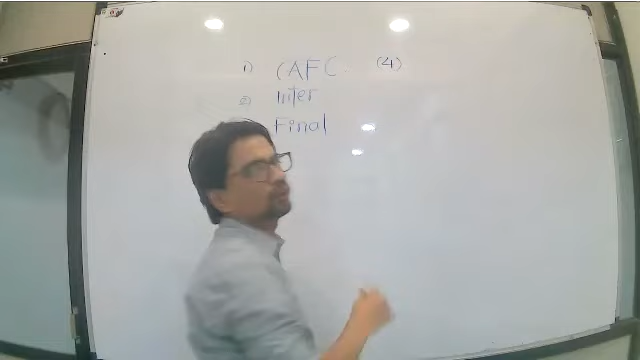 1) CAFC. (4)
2) Inter
Final